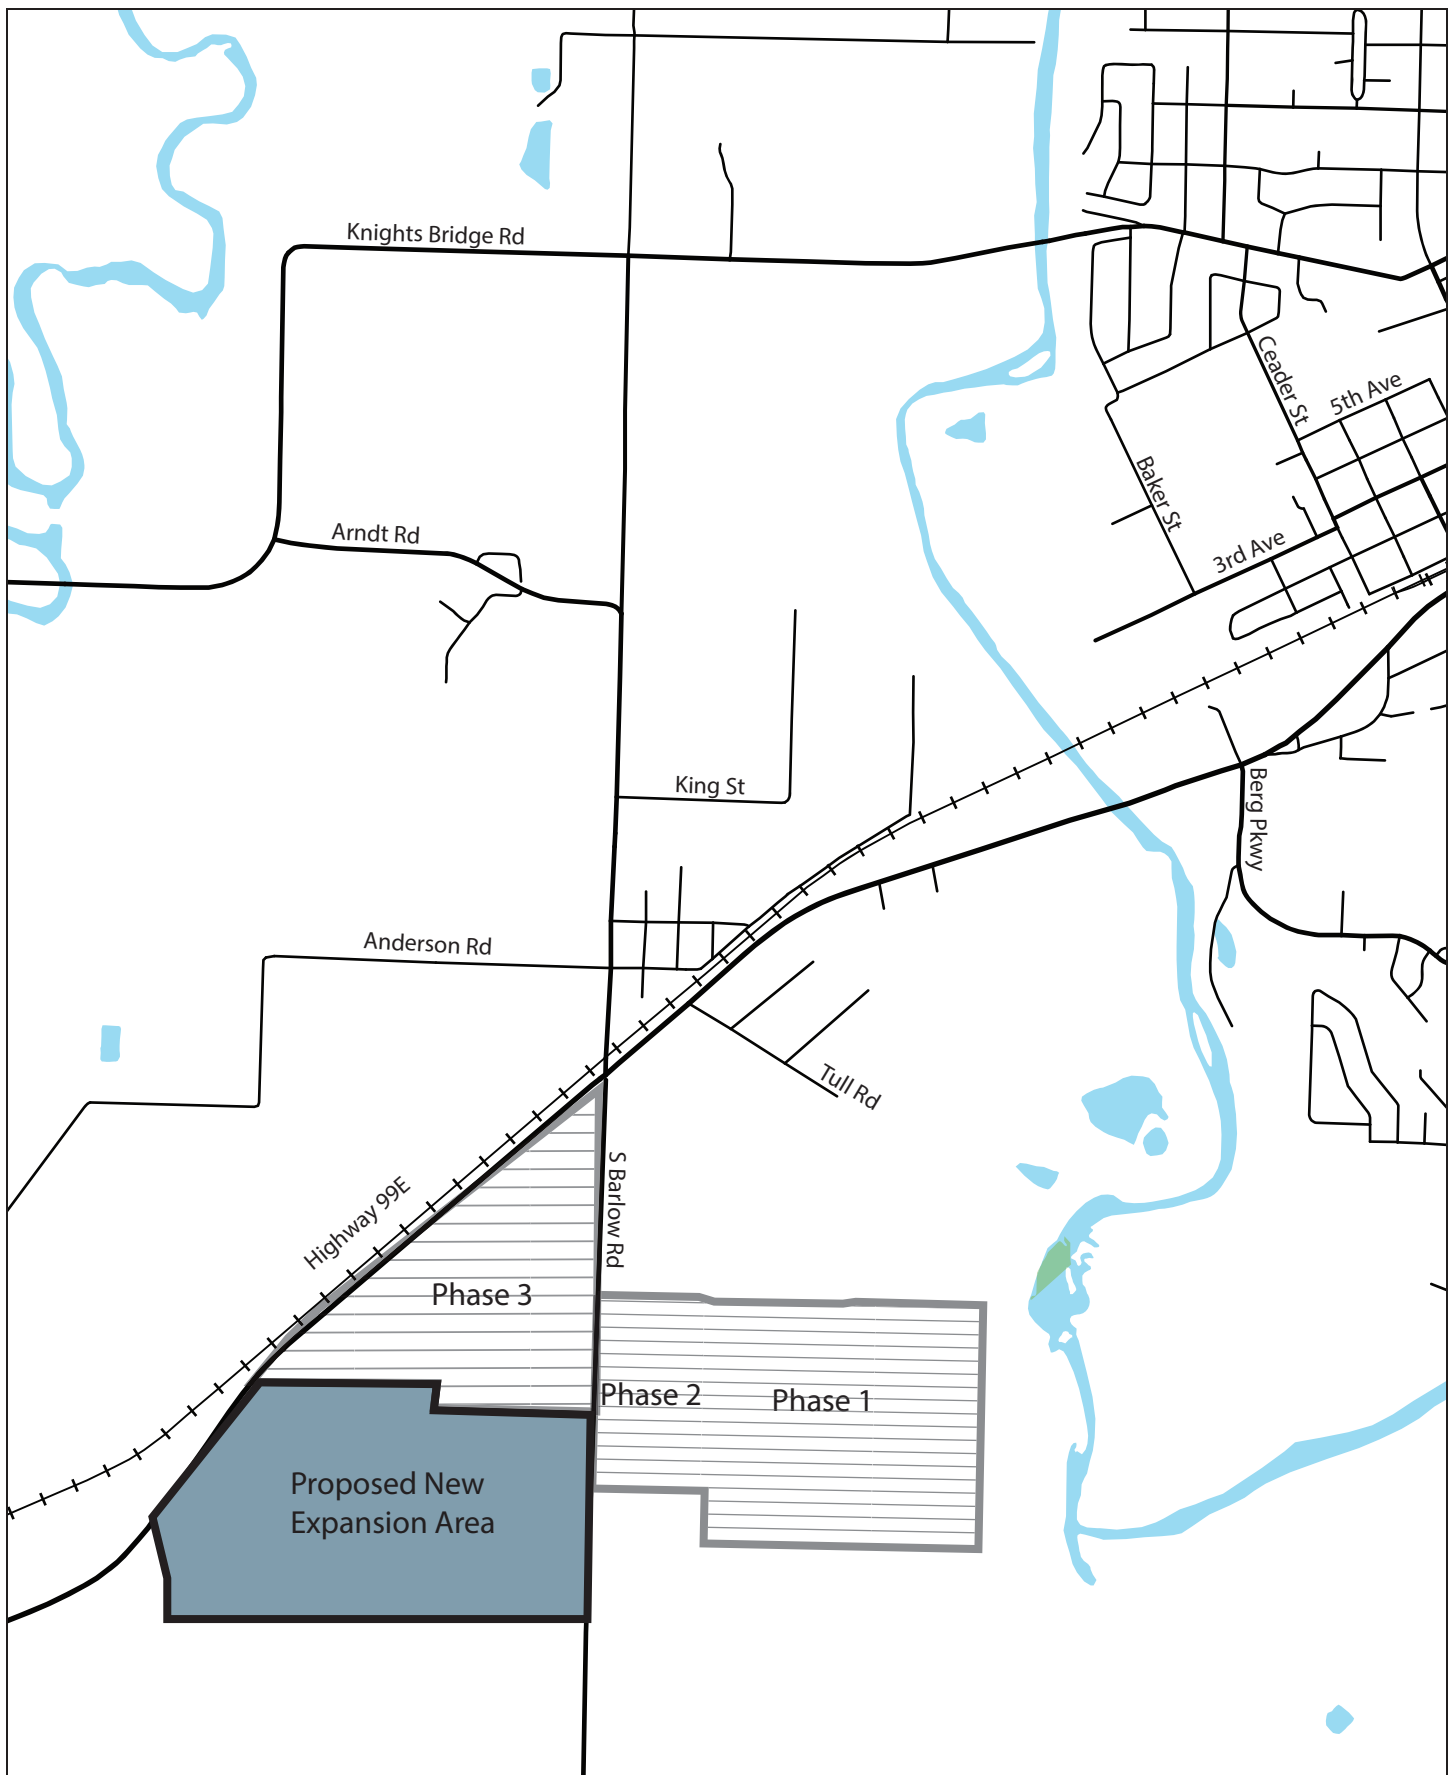 Knights Bridge Rd
Ceader St
5th Ave
Baker St
3rd Ave
Arndt Rd
King St
Berg Pkwy
Anderson Rd
Tull Rd
S Barlow Rd
Highway 99E
Phase 3
Phase 2
Phase 1
Proposed New
Expansion Area